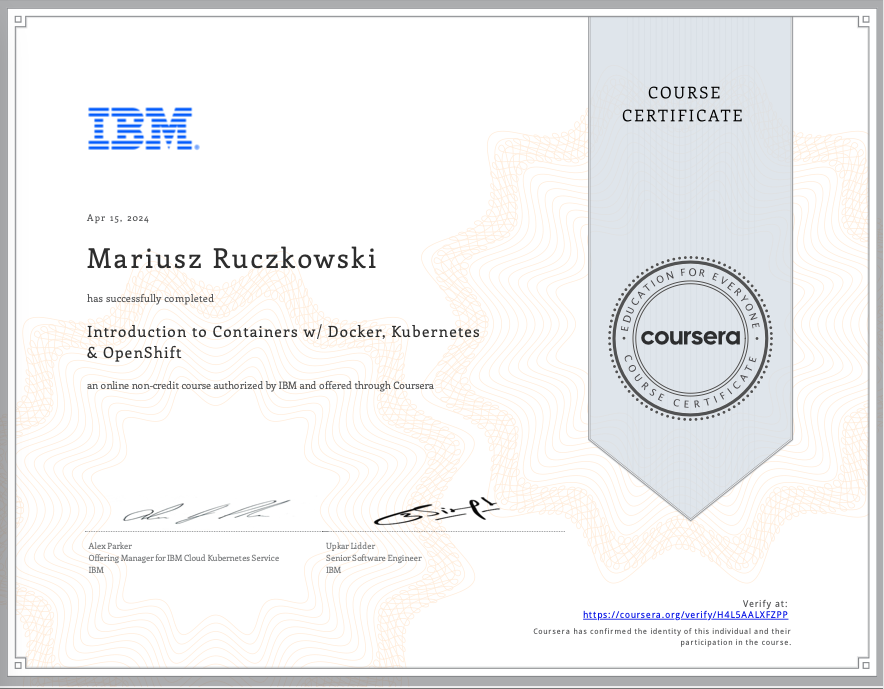 COURSE
CERTIFICATE
IBM®
Apr 15, 2024
Mariusz Ruczkowski
has successfully completed
Introduction to Containers w/ Docker, Kubernetes
& OpenShift
an online non-credit course authorized by IBM and offered through Coursera
EDUCATION FOR EVERYONE
coursera
COURSE CERTIFICATE
Alex Parker
Offering Manager for IBM Cloud Kubernetes Service
IBM
Upkar Lidder
Senior Software Engineer
IBM
Verify at:
https://coursera.org/verify/H4L5AALXFZPP
Coursera has confirmed the identity of this individual and their
participation in the course.